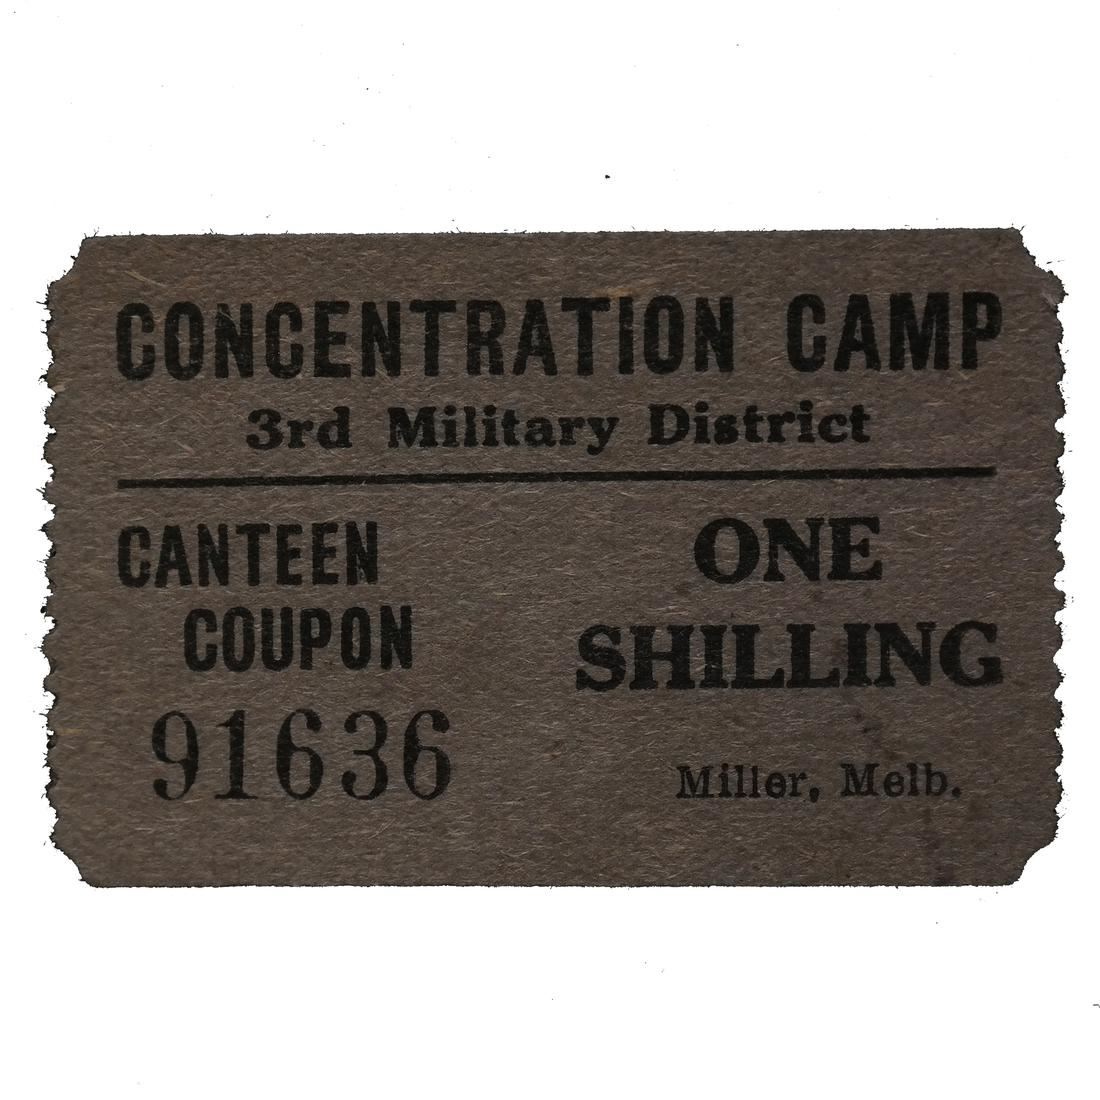 CONCENTRATION CAMP
3rd Military District
CANTEEN
COUPON
91636
ONE
SHILLING
Miller, Melb.